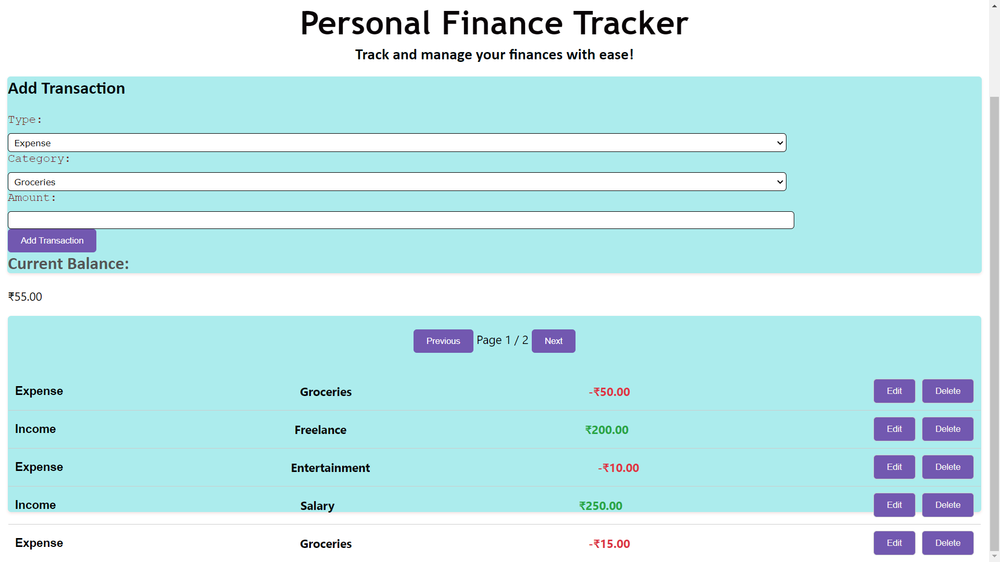 Personal Finance Tracker
Track and manage your finances with ease!
Add Transaction
Type:
Expense
Category:
Groceries
Amount:
Add Transaction
Current Balance:
₹55.00
Previous Page 1 / 2 Next
Expense Groceries -₹50.00 Edit Delete
Income Freelance ₹200.00 Edit Delete
Expense Entertainment -₹10.00 Edit Delete
Income Salary ₹250.00 Edit Delete
Expense Groceries -₹15.00 Edit Delete